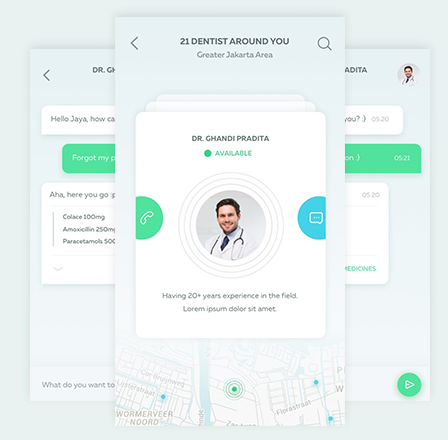 21 DENTIST AROUND YOU
Greater Jakarta Area
DR. GH
RADITA
Hello Jaya, how ca
you? :) 05.20
DR. GHANDI PRADITA
AVAILABLE
Forgot my p
on :) 05.21
Aha, here you go :p
05.20
Colace 100mg
Amoxicillin 250mg
Paracetamols 500
MEDICINES
Having 20+ years experience in the field.
Lorem ipsum dolor sit amet.
What do you want to
WORMERVEER
NOORD
Florastraat